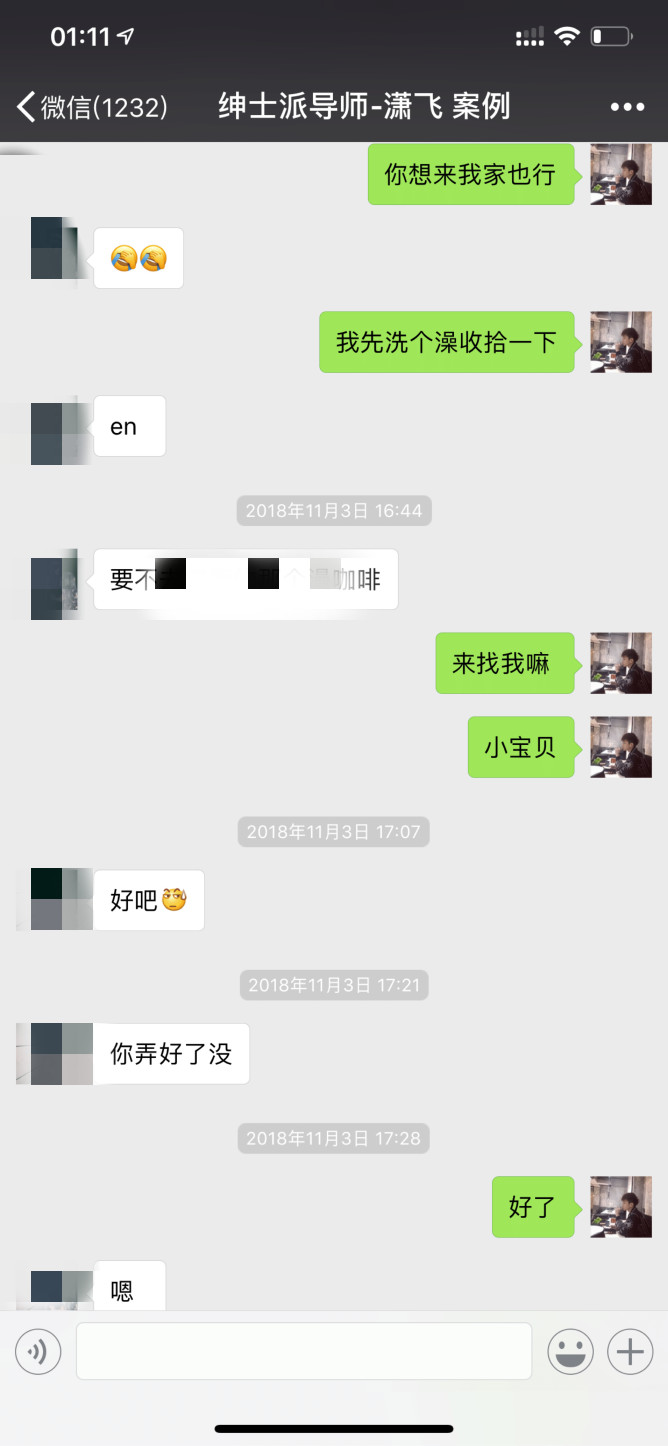 01:11
微信(1232)
绅士派导师-潇飞 案例
你想来我家也行
我先洗个澡收拾一下
en
2018年11月3日 16:44
要不 咖啡
来找我嘛
小宝贝
2018年11月3日 17:07
好吧
2018年11月3日 17:21
你弄好了没
2018年11月3日 17:28
好了
嗯